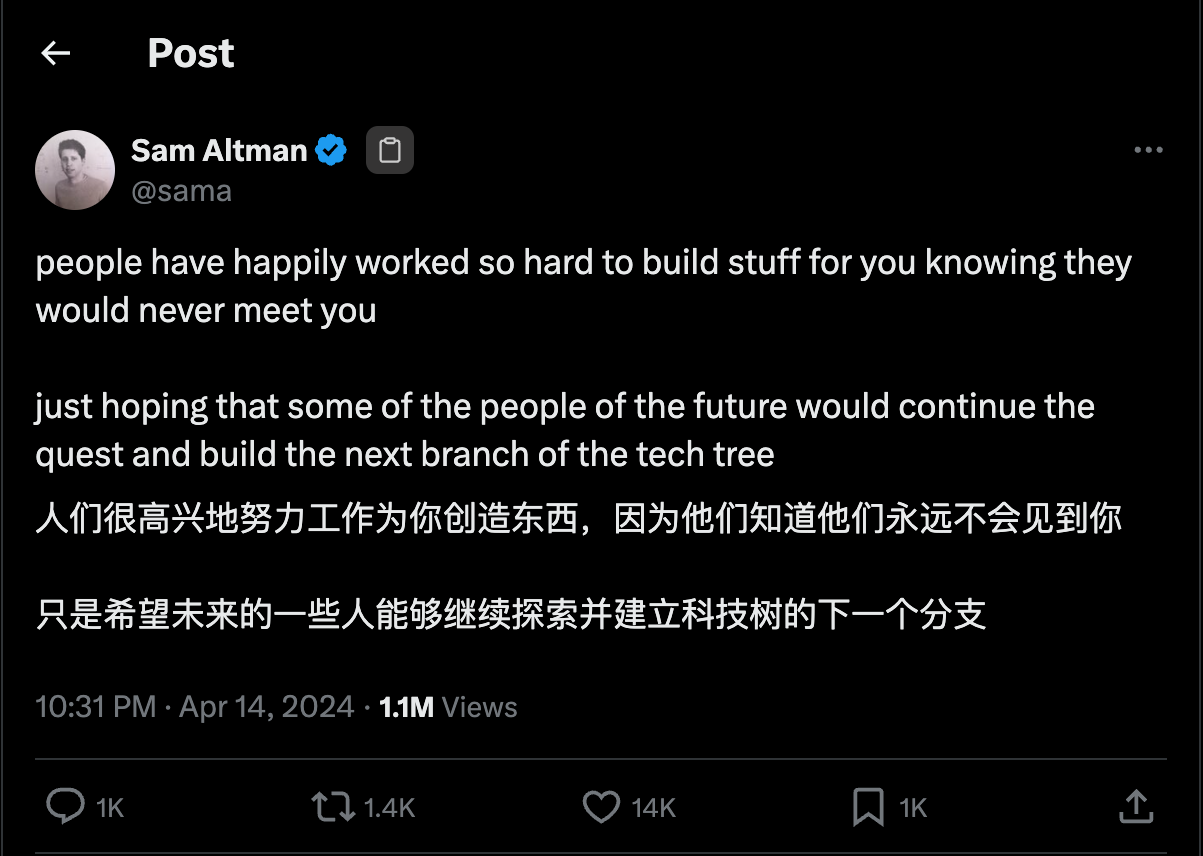 Post
Sam Altman
@sama
people have happily worked so hard to build stuff for you knowing they
would never meet you
just hoping that some of the people of the future would continue the
quest and build the next branch of the tech tree
人们很高兴地努力工作为你创造东西，因为他们知道他们永远不会见到你
只是希望未来的一些人能够继续探索并建立科技树的下一个分支
10:31 PM · Apr 14, 2024 · 1.1M Views
1K 1.4K 14K 1K